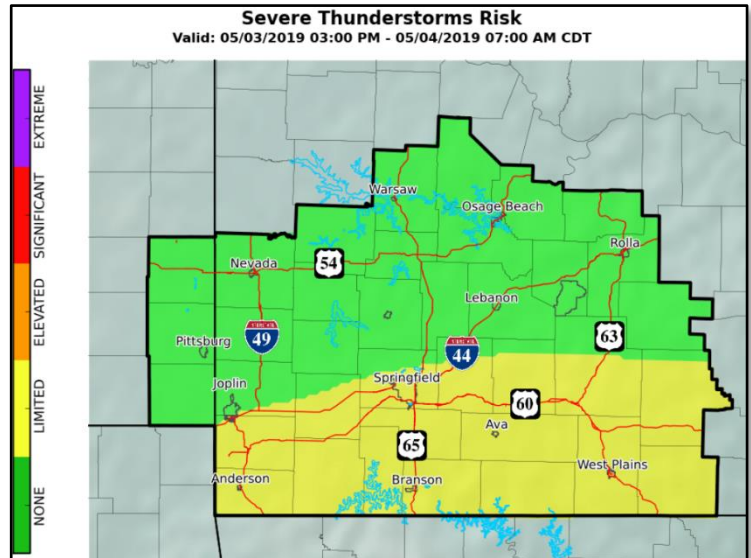 Severe Thunderstorms Risk
Valid: 05/03/2019 03:00 PM - 05/04/2019 07:00 AM CDT
EXTREME
SIGNIFICANT
ELEVATED
LIMITED
NONE
Warsaw
Osage Beach
Rolla
Nevada
54
Lebanon
Pittsburg
49
44
63
Joplin
Springfield
60
Ava
65
West Plains
Anderson
Branson